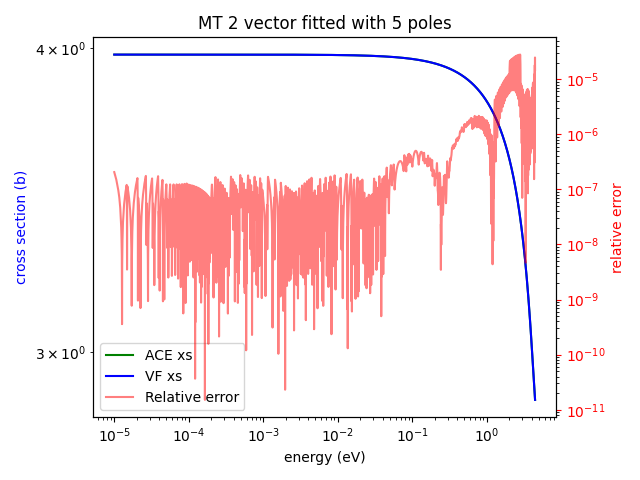 MT 2 vector fitted with 5 poles
cross section (b)
4 × 10⁰
3 × 10⁰
ACE xs
VF xs
Relative error
10⁻⁵ 10⁻⁴ 10⁻³ 10⁻² 10⁻¹ 10⁰
energy (eV)
10⁻⁵
10⁻⁶
10⁻⁷
10⁻⁸
10⁻⁹
10⁻¹⁰
10⁻¹¹
relative error